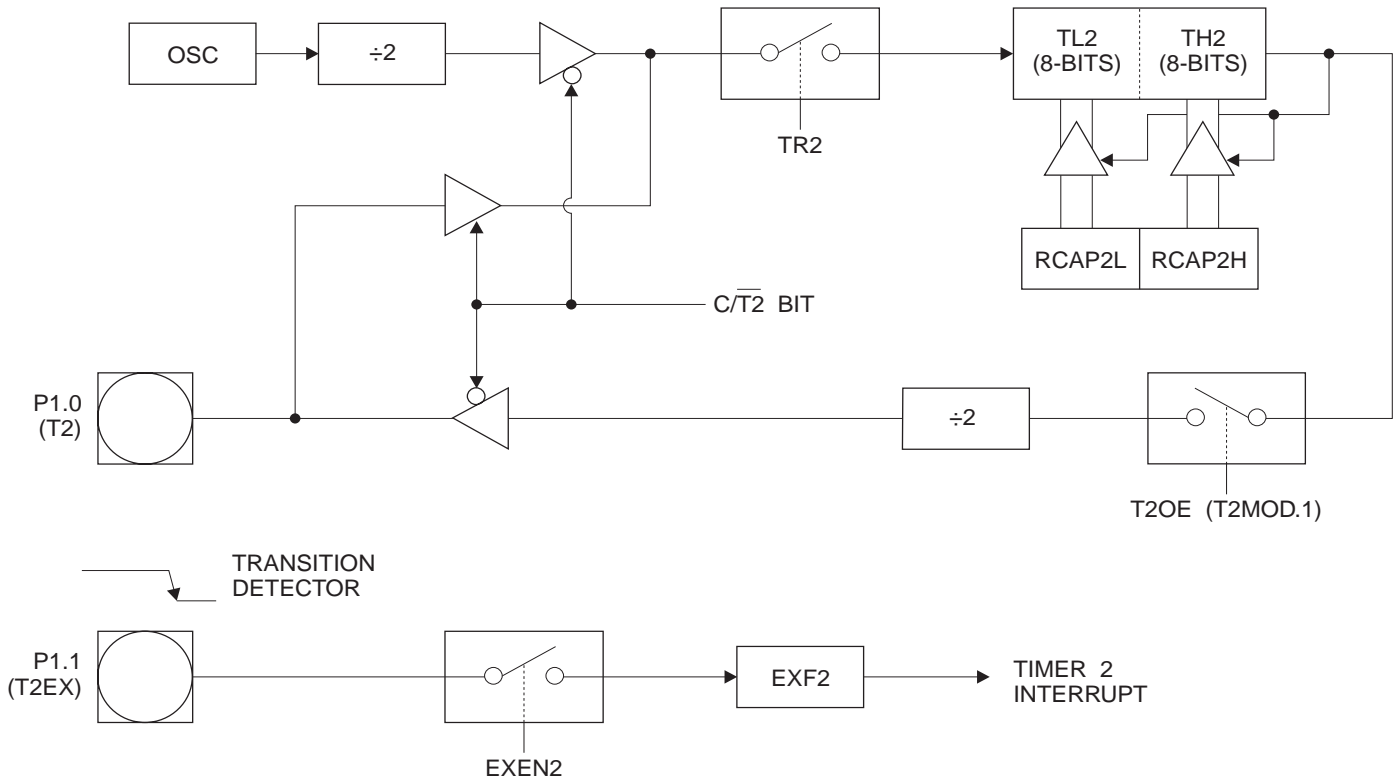 OSC
÷2
TR2
TL2
(8-BITS)
TH2
(8-BITS)
RCAP2L
RCAP2H
C/T̅2̅ BIT
P1.0
(T2)
÷2
T2OE (T2MOD.1)
TRANSITION
DETECTOR
P1.1
(T2EX)
EXEN2
EXF2
TIMER 2
INTERRUPT